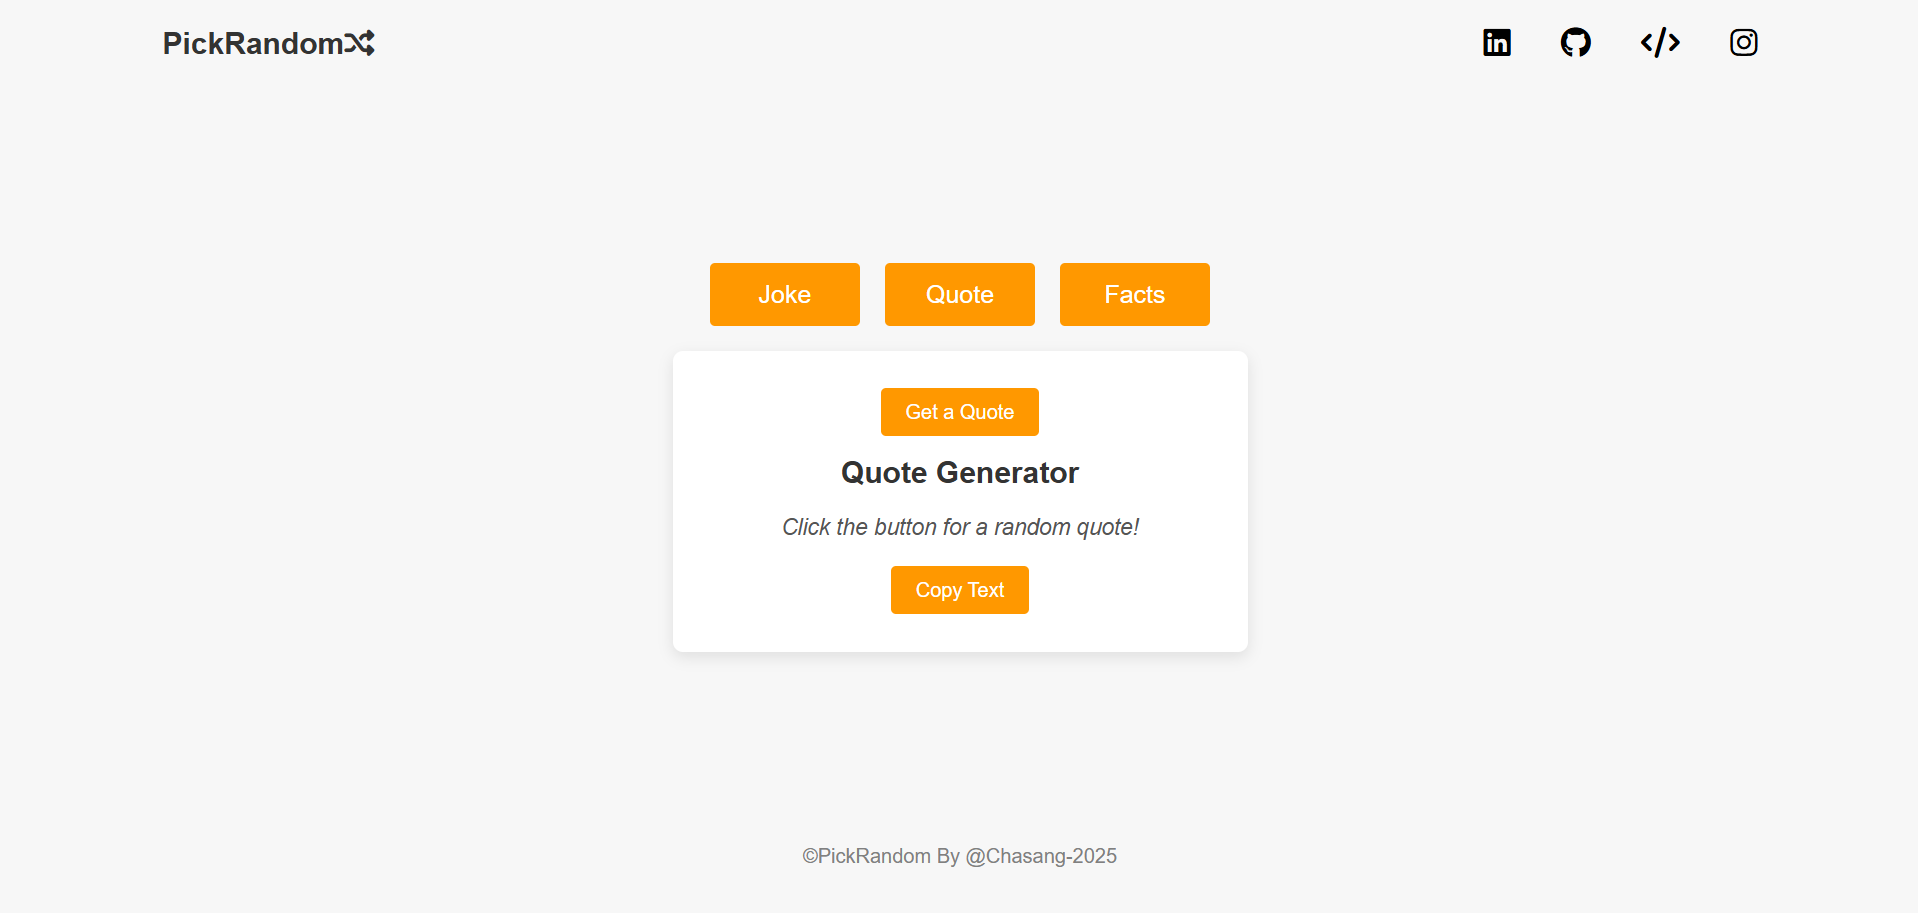 PickRandom
Joke
Quote
Facts
Get a Quote
Quote Generator
Click the button for a random quote!
Copy Text
©PickRandom By @Chasang-2025